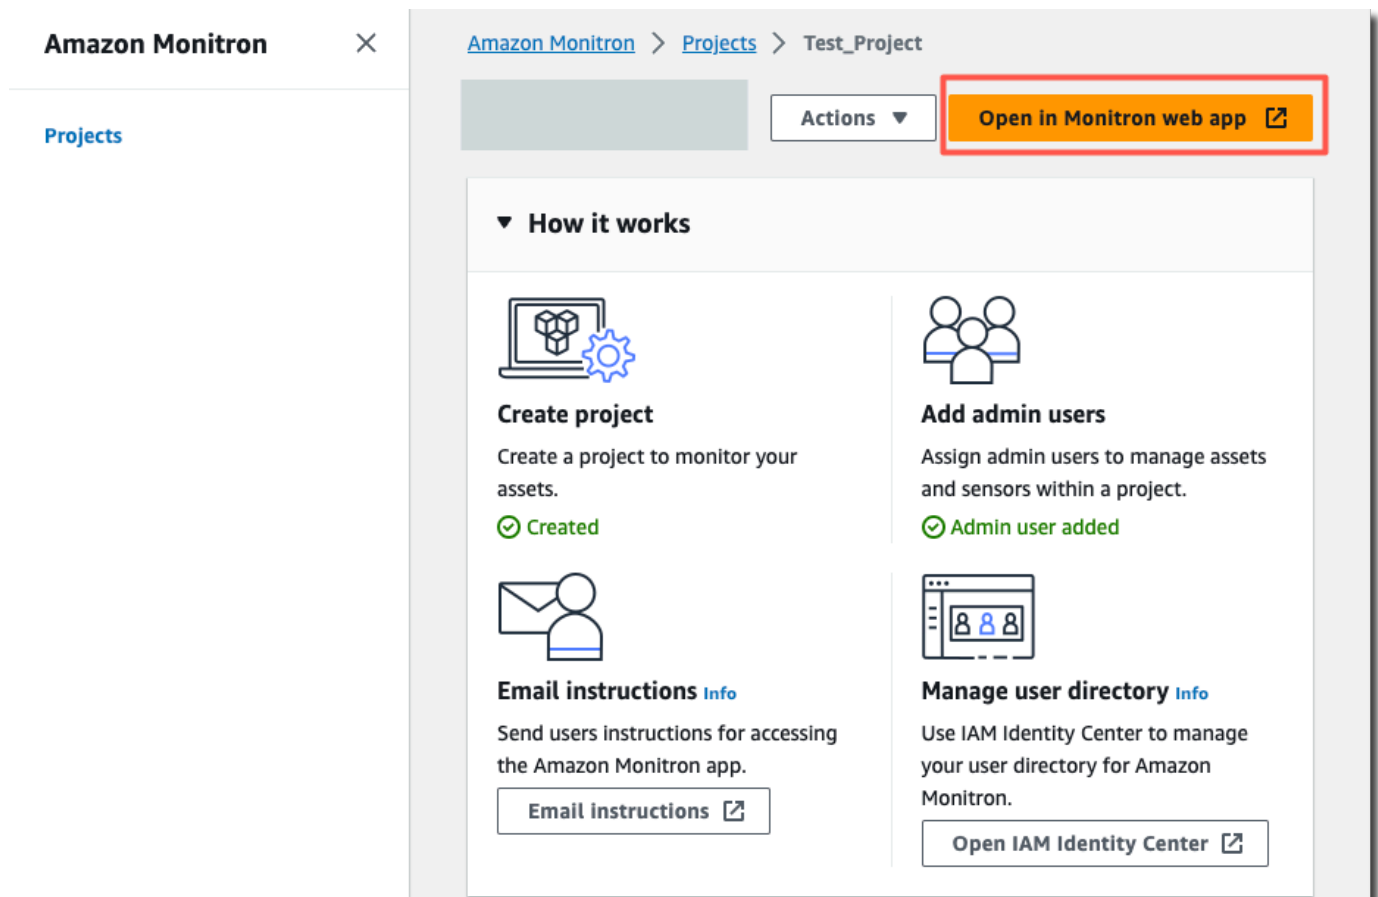 Amazon Monitron
Amazon Monitron > Projects > Test_Project
Projects
Actions
Open in Monitron web app
How it works
Create project
Create a project to monitor your
assets.
Created
Add admin users
Assign admin users to manage assets
and sensors within a project.
Admin user added
Email instructions Info
Send users instructions for accessing
the Amazon Monitron app.
Email instructions
Manage user directory Info
Use IAM Identity Center to manage
your user directory for Amazon
Monitron.
Open IAM Identity Center